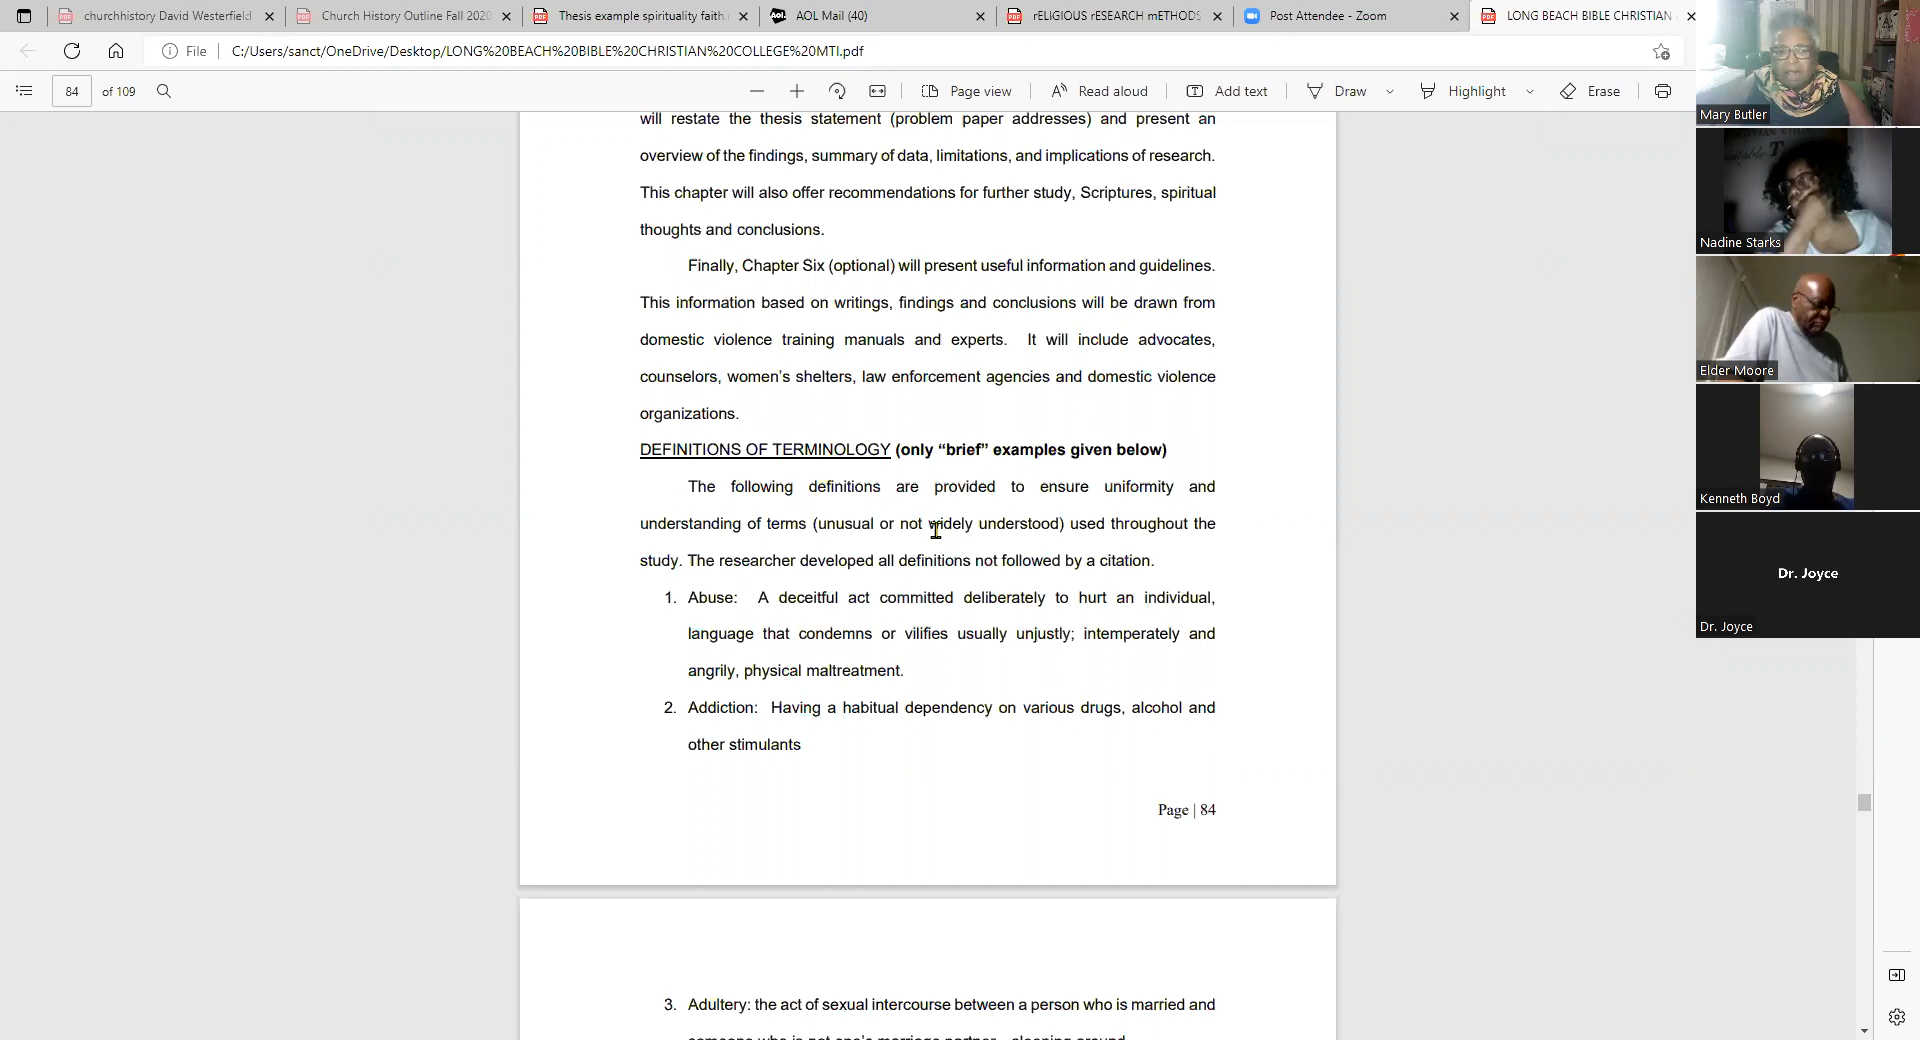 churchhistory David Westerfield
Church History Outline Fall 2020
Thesis example spirituality faith.
Aol.
AOL Mail (40)
rELIGIOUS rESEARCH mETHODS
Post Attendee - Zoom
LONG BEACH BIBLE CHRISTIAN
File
C:/Users/sanct/OneDrive/Desktop/LONG%20BEACH%20BIBLE%20CHRISTIAN%20COLLEGE%20MTI.pdf
84 of 109
Page view
Read aloud
Add text
Draw
Highlight
Erase
will restate the thesis statement (problem paper addresses) and present an
overview of the findings, summary of data, limitations, and implications of research.
This chapter will also offer recommendations for further study, Scriptures, spiritual
thoughts and conclusions.
Finally, Chapter Six (optional) will present useful information and guidelines.
This information based on writings, findings and conclusions will be drawn from
domestic violence training manuals and experts. It will include advocates,
counselors, women’s shelters, law enforcement agencies and domestic violence
organizations.
DEFINITIONS OF TERMINOLOGY (only “brief” examples given below)
The following definitions are provided to ensure uniformity and
understanding of terms (unusual or not widely understood) used throughout the
study. The researcher developed all definitions not followed by a citation.
1. Abuse: A deceitful act committed deliberately to hurt an individual,
language that condemns or vilifies usually unjustly; intemperately and
angrily, physical maltreatment.
2. Addiction: Having a habitual dependency on various drugs, alcohol and
other stimulants
Page | 84
3. Adultery: the act of sexual intercourse between a person who is married and
someone who is not one's marriage partner - sleeping around
Mary Butler
Nadine Starks
Elder Moore
Kenneth Boyd
Dr. Joyce
Dr. Joyce